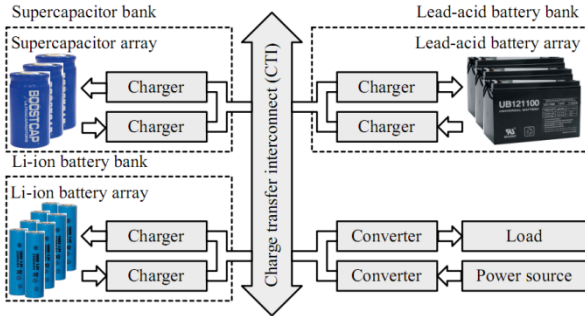 Supercapacitor bank
Supercapacitor array
Charger
Charger
BOOSTCAP
Li-ion battery bank
Li-ion battery array
Charger
Charger
Charge transfer interconnect (CTI)
Lead-acid battery bank
Lead-acid battery array
Charger
Charger
UB121100
Converter
Load
Converter
Power source